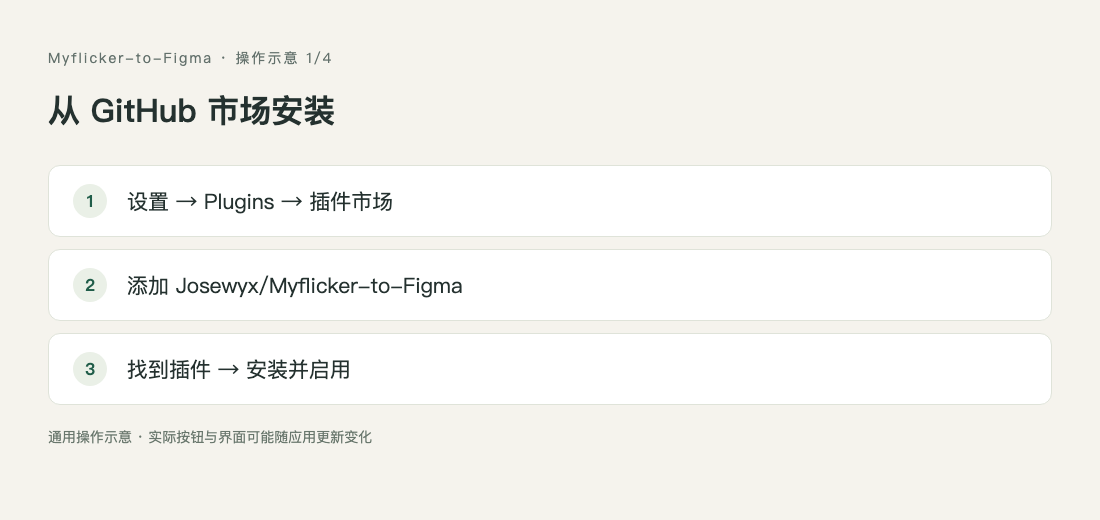 Myflicker-to-Figma · 操作示意 1/4
从 GitHub 市场安装
1 设置 → Plugins → 插件市场
2 添加 Josewyx/Myflicker-to-Figma
3 找到插件 → 安装并启用
通用操作示意 · 实际按钮与界面可能随应用更新变化